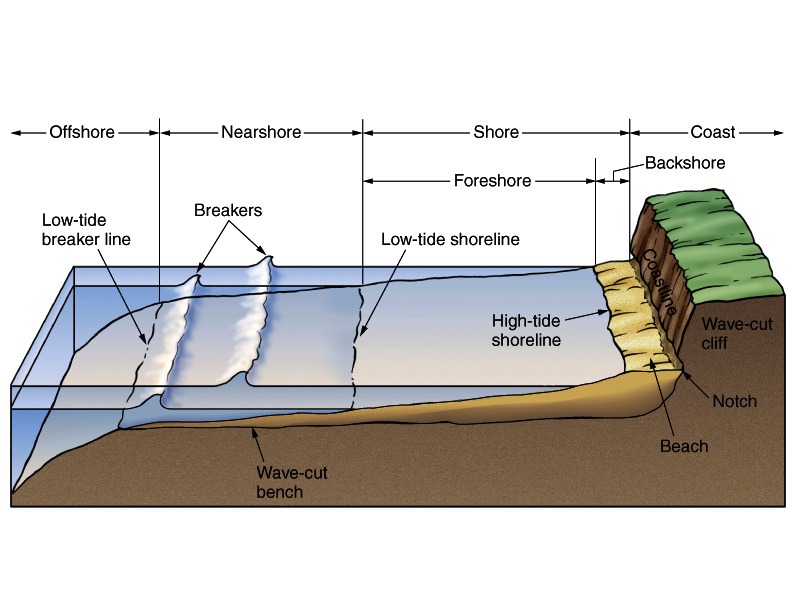 Offshore
Nearshore
Shore
Coast
Backshore
Foreshore
Breakers
Low-tide
breaker line
Low-tide shoreline
Coastline
High-tide
shoreline
Wave-cut
cliff
Notch
Beach
Wave-cut
bench